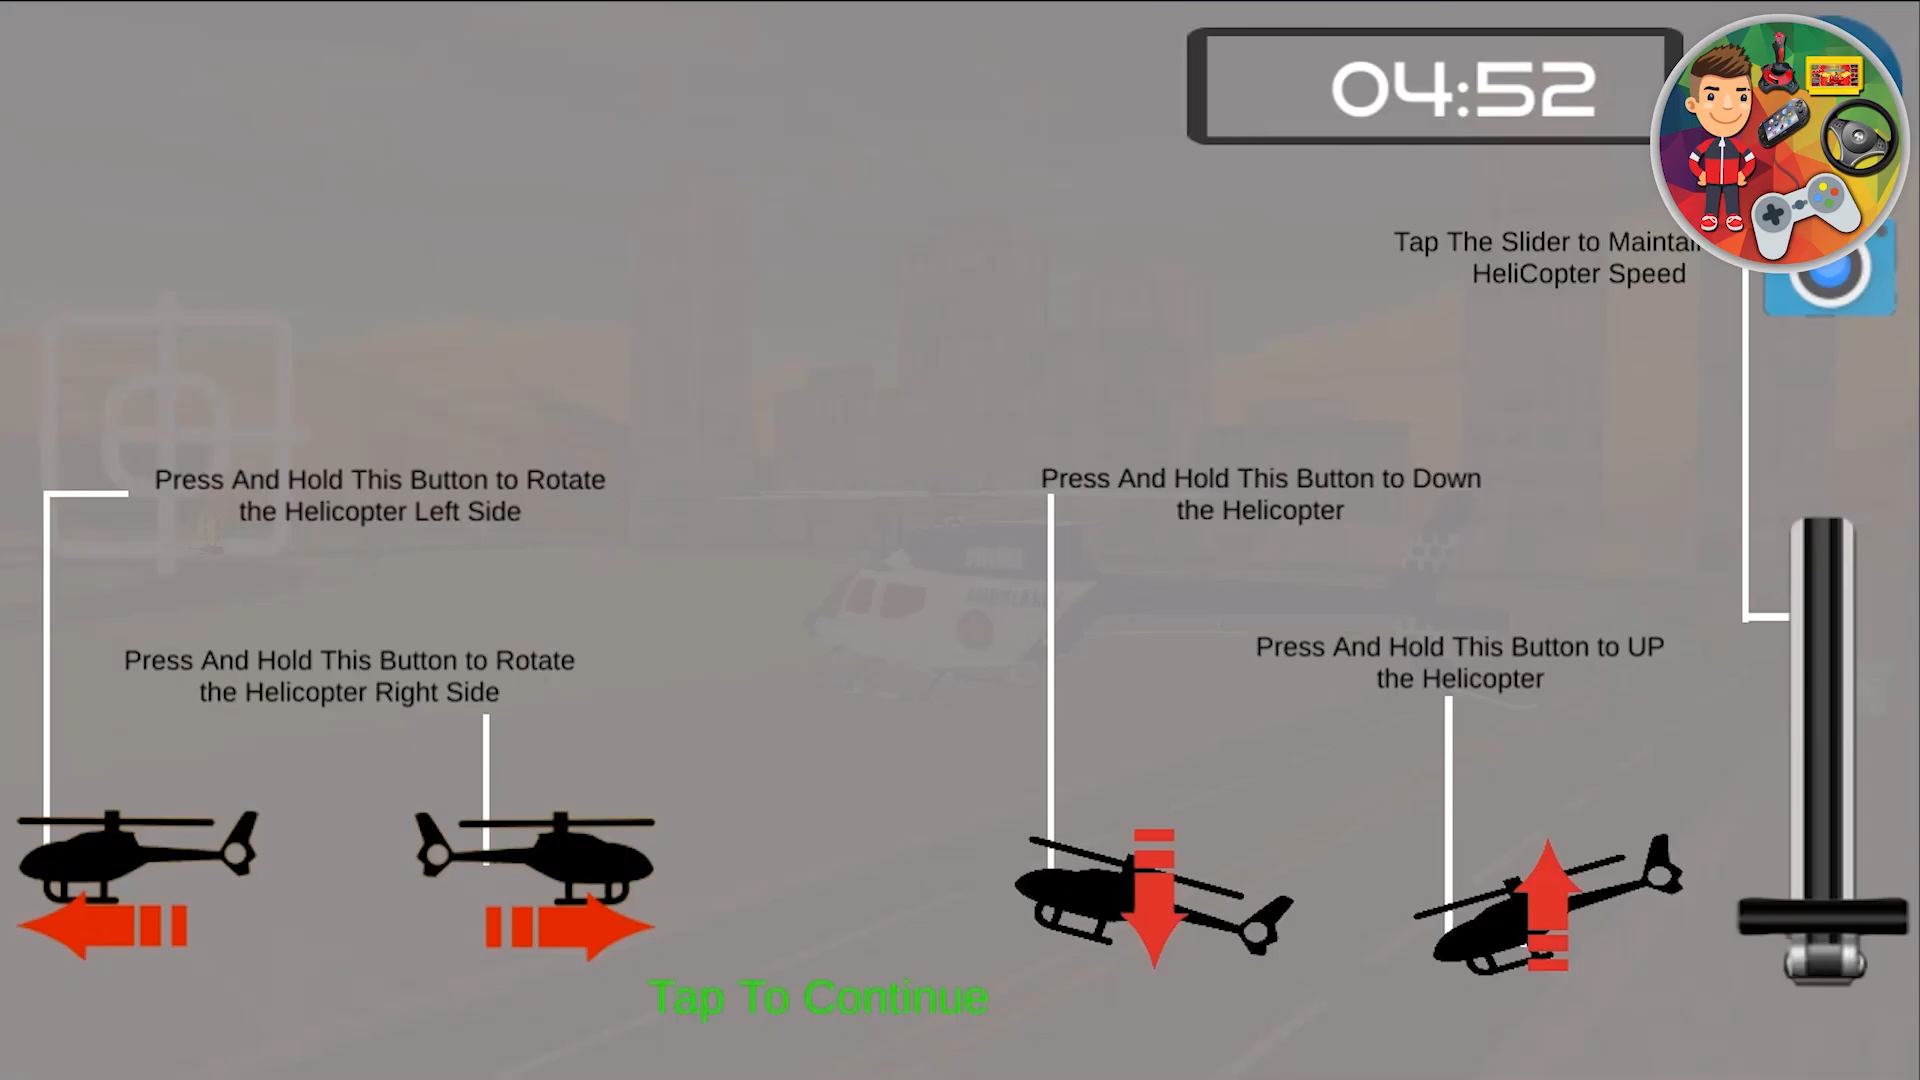 04:52
Tap The Slider to Maintai
HeliCopter Speed
Press And Hold This Button to Rotate
the Helicopter Left Side
Press And Hold This Button to Down
the Helicopter
Press And Hold This Button to Rotate
the Helicopter Right Side
Press And Hold This Button to UP
the Helicopter
Tap To Continue